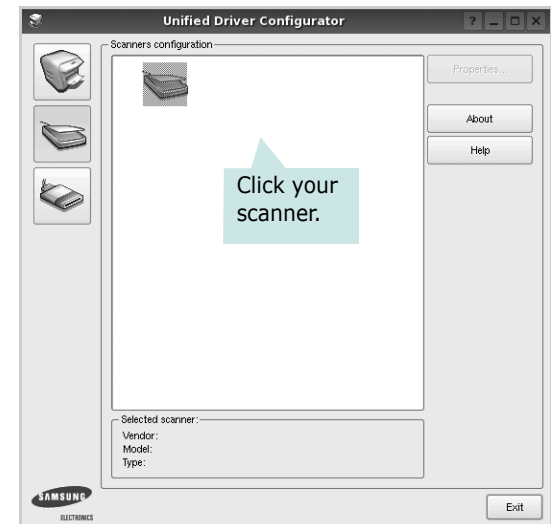 Unified Driver Configurator
Scanners configuration
Properties...
About
Help
Click your
scanner.
Selected scanner:
Vendor:
Model:
Type:
SAMSUNG
ELECTRONICS
Exit